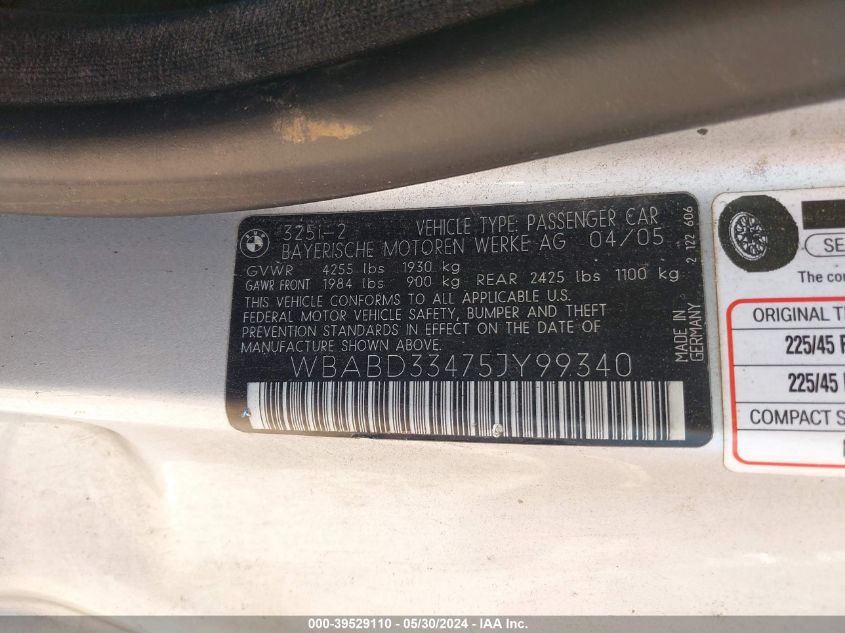 BMW
325I-2 VEHICLE TYPE: PASSENGER CAR
BAYERISCHE MOTOREN WERKE AG 04/05
GVWR 4255 lbs 1930 kg
GAWR FRONT 1984 lbs 900 kg REAR 2425 lbs 1100 kg
THIS VEHICLE CONFORMS TO ALL APPLICABLE U.S.
FEDERAL MOTOR VEHICLE SAFETY, BUMPER AND THEFT
PREVENTION STANDARDS IN EFFECT ON THE DATE OF
MANUFACTURE SHOWN ABOVE.
WBABD33475JY99340
2 122 606
MADE IN
GERMANY
The
ORIGINAL
225/45
225/45
COMPACT
000-39529110 - 05/30/2024 - IAA Inc.